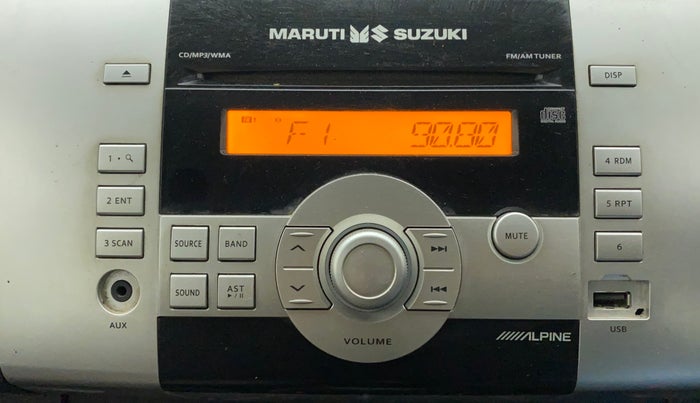 MARUTI SUZUKI
CD/MP3/WMA
FM/AM TUNER
DISP
disc
F1 90.80
1 •
4 RDM
2 ENT
5 RPT
3 SCAN
SOURCE
BAND
MUTE
6
SOUND
AST
AUX
VOLUME
ALPINE
USB